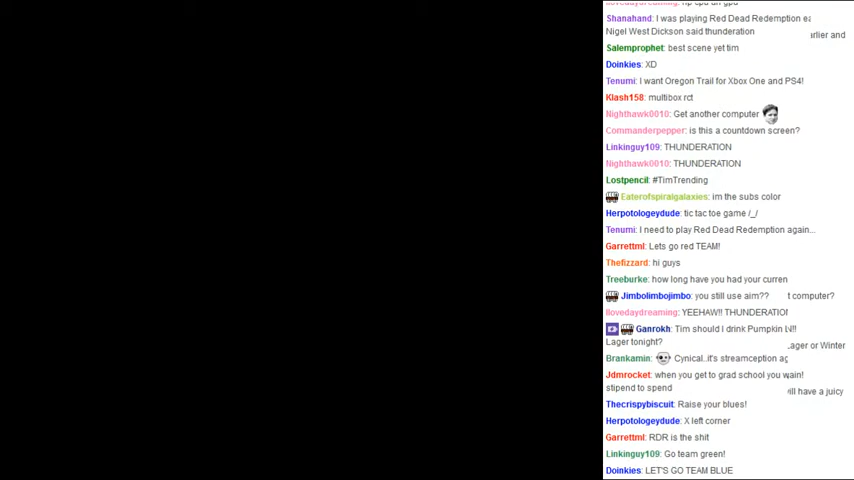 Shanahand: I was playing Red Dead Redemption ea
Nigel West Dickson said thunderation
arlier and
Salemprophet: best scene yet tim
Doinkies: XD
Tenumi: I want Oregon Trail for Xbox One and PS4!
Klash158: multibox rct
Nighthawk0010: Get another computer
Commanderpepper: is this a countdown screen?
Linkinguy109: THUNDERATION
Nighthawk0010: THUNDERATION
Lostpencil: #TimTrending
Eaterofspiralgalaxies: im the subs color
Herpotologeydude: tic tac toe game /_/
Tenumi: I need to play Red Dead Redemption again...
Garrettml: Lets go red TEAM!
Thefizzard: hi guys
Treeburke: how long have you had your curren
Jimbolimbojimbo: you still use aim??
t computer?
Ilovedaydreaming: YEEHAW!! THUNDERATION
Ganrokh: Tim should I drink Pumpkin
Lager tonight?
Lager or Winter
Brankamin: Cynical..it's streamception ag
Jdmrocket: when you get to grad school you
stipend to spend
will have a juicy
Thecrispybiscuit: Raise your blues!
Herpotologeydude: X left corner
Garrettml: RDR is the shit
Linkinguy109: Go team green!
Doinkies: LET'S GO TEAM BLUE